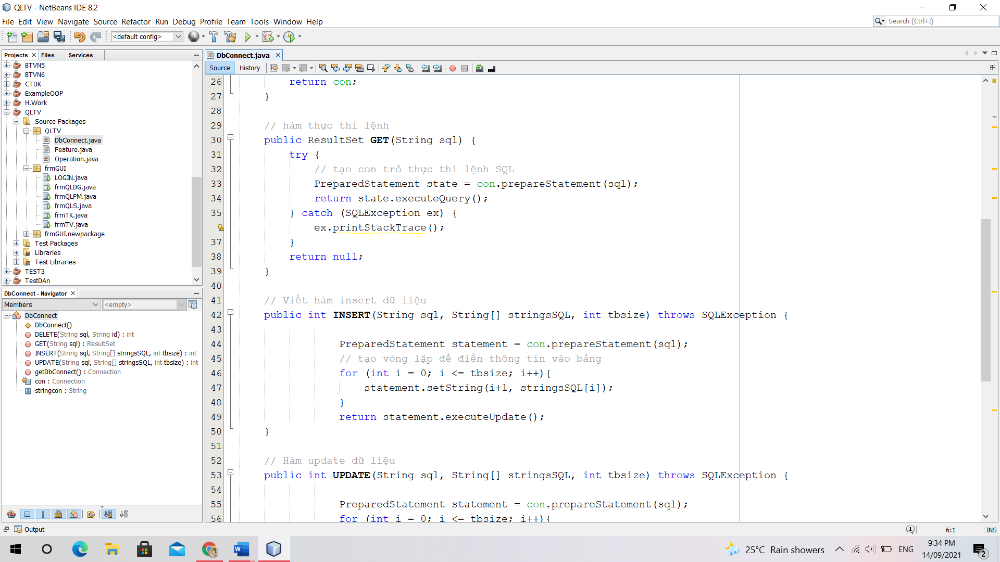 QLTV - NetBeans IDE 8.2
File Edit View Navigate Source Refactor Run Debug Profile Team Tools Window Help
Search (Ctrl+I)
<default config>
Projects Files Services
BTVN5
BTVN6
CTDK
ExampleOOP
H.Work
QLTV
Source Packages
QLTV
DbConnect.java
Feature.java
Operation.java
frmGUI
LOGIN.java
frmQLDG.java
frmQLPM.java
frmQLS.java
frmTK.java
frmTV.java
frmGUI.newpackage
Test Packages
Libraries
Test Libraries
TEST3
TestDAn
DbConnect - Navigator
Members <empty>
DbConnect
DbConnect()
DELETE(String sql, String id) : int
GET(String sql) : ResultSet
INSERT(String sql, String[] stringsSQL, int tbsize) : int
UPDATE(String sql, String[] stringsSQL, int tbsize) : int
getDbConnect() : Connection
con : Connection
stringcon : String
DbConnect.java
Source History
26 return con;
27 }
28
29 // hàm thực thi lệnh
30 public ResultSet GET(String sql) {
31 try {
32 // tạo con trỏ thực thi lệnh SQL
33 PreparedStatement state = con.prepareStatement(sql);
34 return state.executeQuery();
35 } catch (SQLException ex) {
ex.printStackTrace();
37 }
38 return null;
39 }
40
41 // Viết hàm insert dữ liệu
42 public int INSERT(String sql, String[] stringsSQL, int tbsize) throws SQLException {
43
44 PreparedStatement statement = con.prepareStatement(sql);
45 // tạo vòng lặp để điền thông tin vào bảng
46 for (int i = 0; i <= tbsize; i++){
47 statement.setString(i+1, stringsSQL[i]);
48 }
49 return statement.executeUpdate();
50 }
51
52 // Hàm update dữ liệu
53 public int UPDATE(String sql, String[] stringsSQL, int tbsize) throws SQLException {
54
55 PreparedStatement statement = con.prepareStatement(sql);
56 for (int i = 0; i <= tbsize; i++){
Output
1
6:1
INS
25°C Rain showers
ENG
9:34 PM
14/09/2021
2